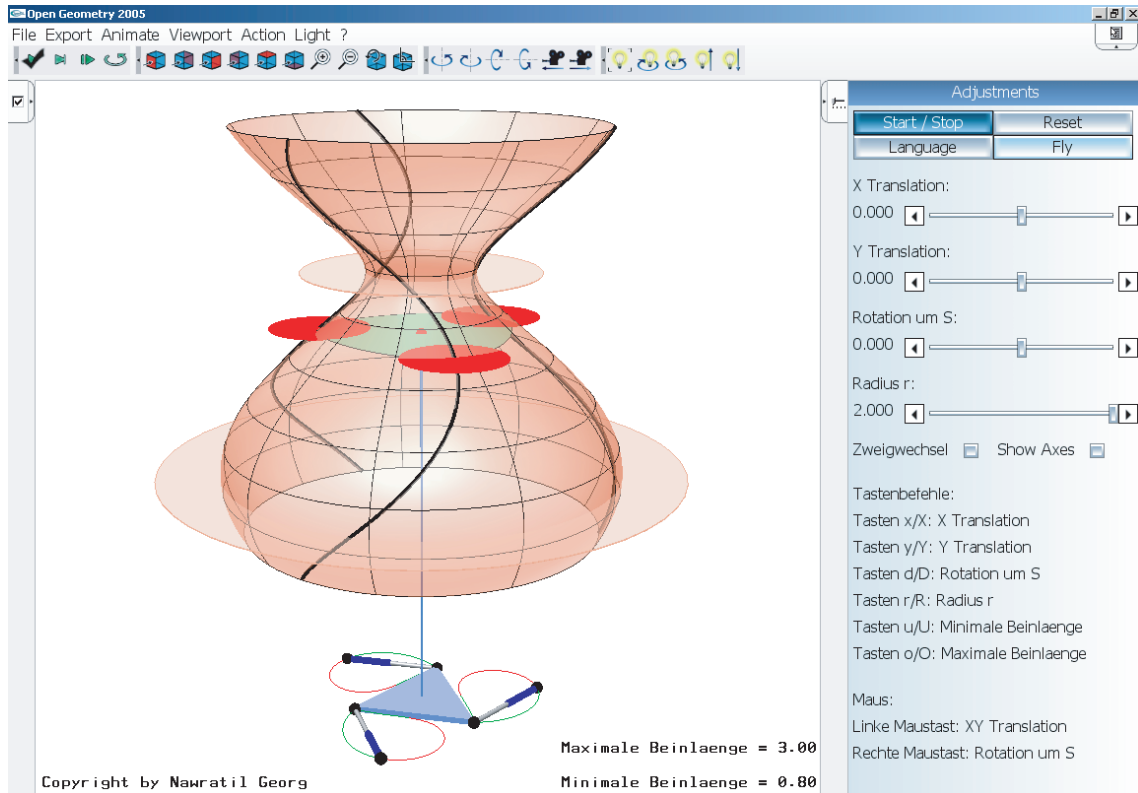 Open Geometry 2005
File Export Animate Viewport Action Light ?
Adjustments
Start / Stop Reset
Language Fly
X Translation:
0.000
Y Translation:
0.000
Rotation um S:
0.000
Radius r:
2.000
Zweigwechsel Show Axes
Tastenbefehle:
Tasten x/X: X Translation
Tasten y/Y: Y Translation
Tasten d/D: Rotation um S
Tasten r/R: Radius r
Tasten u/U: Minimale Beinlaenge
Tasten o/O: Maximale Beinlaenge
Maus:
Linke Maustast: XY Translation
Rechte Maustast: Rotation um S
Maximale Beinlaenge = 3.00
Copyright by Nawratil Georg Minimale Beinlaenge = 0.80